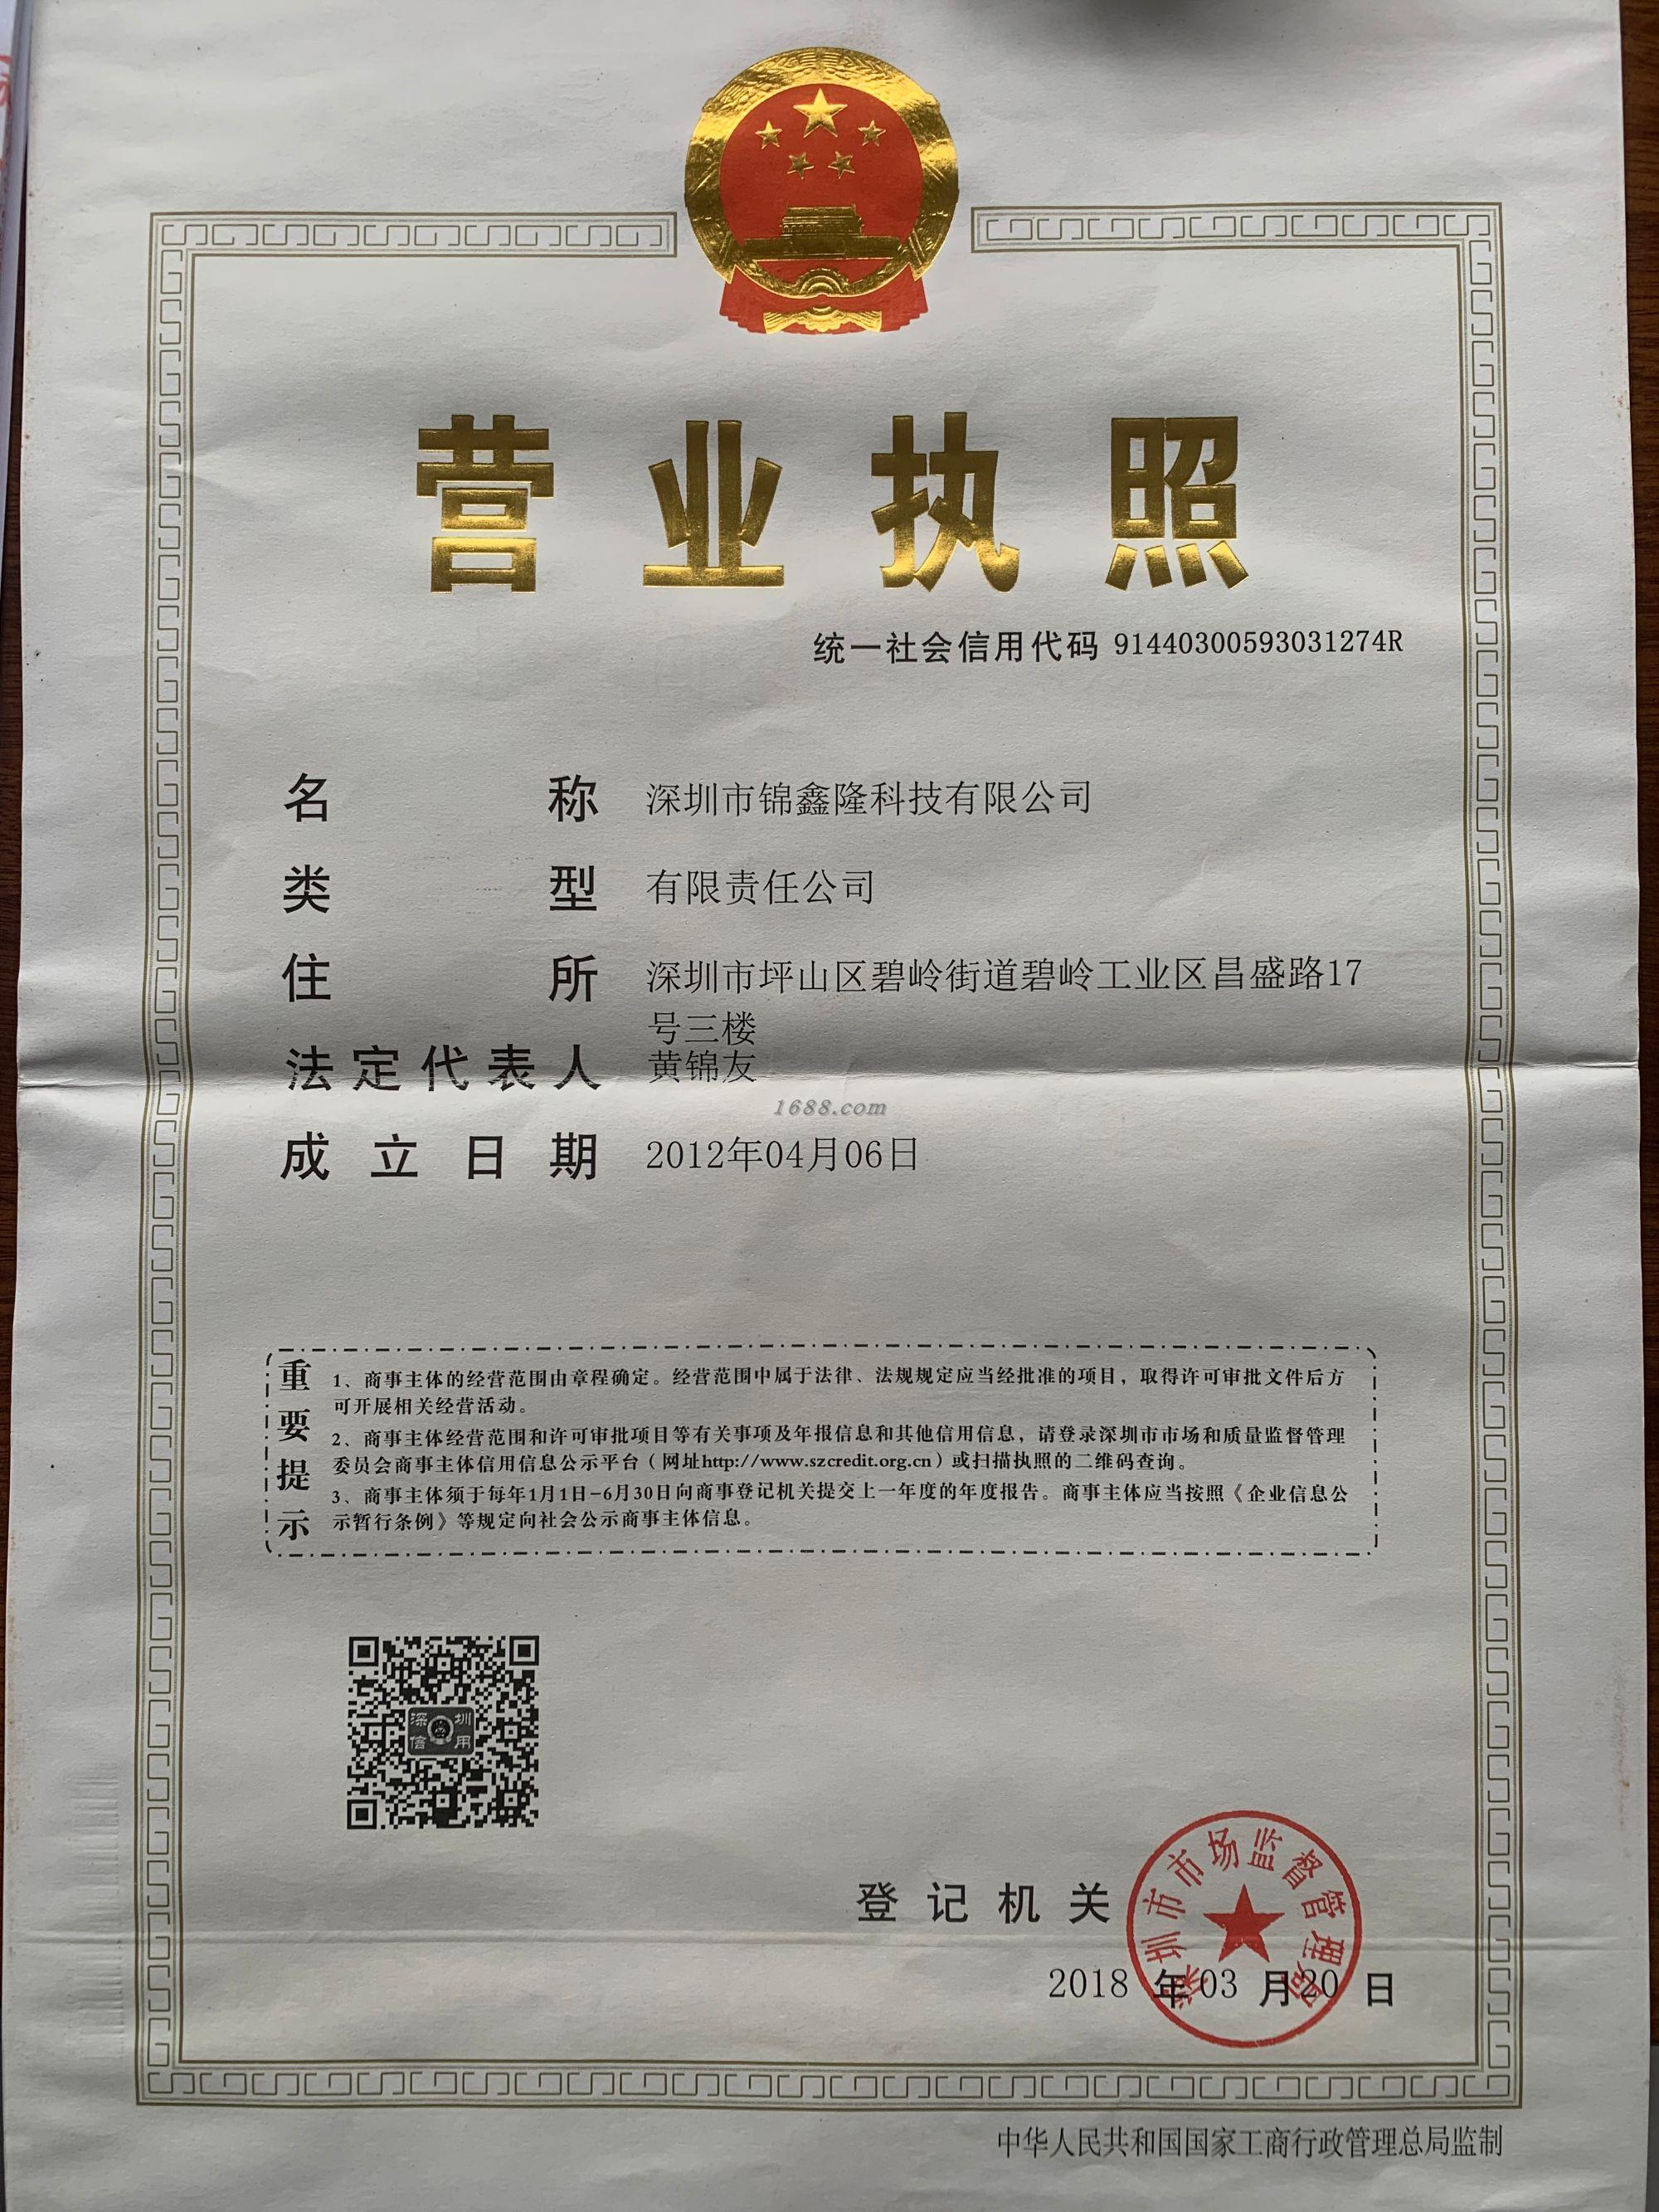 营业执照
统一社会信用代码 91440300593031274R
名称 深圳市锦鑫隆科技有限公司
类型 有限责任公司
住所 深圳市坪山区碧岭街道碧岭工业区昌盛路17
号三楼
法定代表人 黄锦友
1688.com
成立日期 2012年04月06日
重要提示
1、商事主体的经营范围由章程确定。经营范围中属于法律、法规规定应当经批准的项目，取得许可审批文件后方
可开展相关经营活动。
2、商事主体经营范围和许可审批项目等有关事项及年报信息和其他信用信息，请登录深圳市市场和质量监督管理
委员会商事主体信用信息公示平台（网址http://www.szcredit.org.cn）或扫描执照的二维码查询。
3、商事主体须于每年1月1日-6月30日向商事登记机关提交上一年度的年度报告。商事主体应当按照《企业信息公
示暂行条例》等规定向社会公示商事主体信息。
深圳
信用
登记机关
深圳市市场监督管理局
2018年03月20日
中华人民共和国国家工商行政管理总局监制